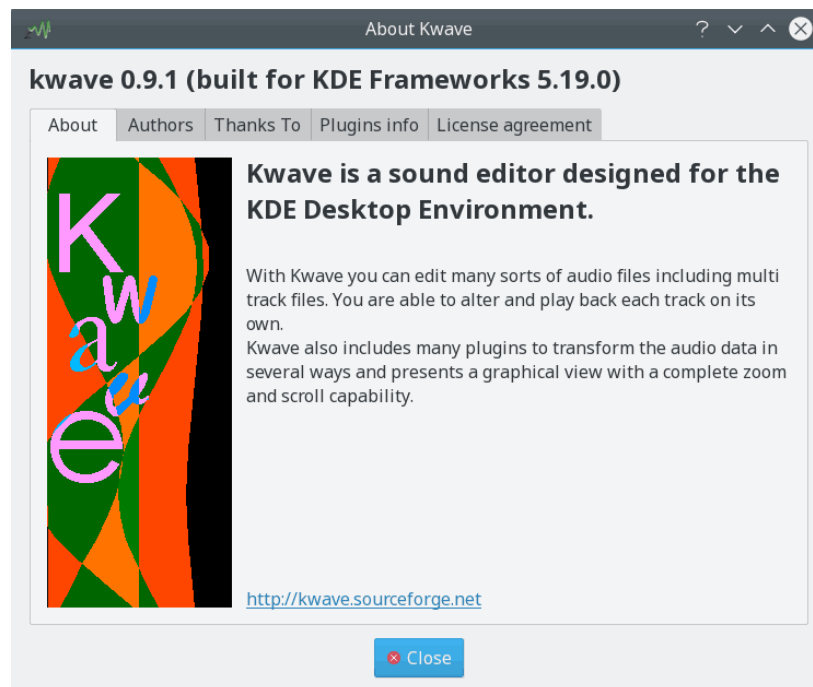 About Kwave
kwave 0.9.1 (built for KDE Frameworks 5.19.0)
About Authors Thanks To Plugins info License agreement
Kwave
Kwave is a sound editor designed for the
KDE Desktop Environment.
With Kwave you can edit many sorts of audio files including multi
track files. You are able to alter and play back each track on its
own.
Kwave also includes many plugins to transform the audio data in
several ways and presents a graphical view with a complete zoom
and scroll capability.
http://kwave.sourceforge.net
Close